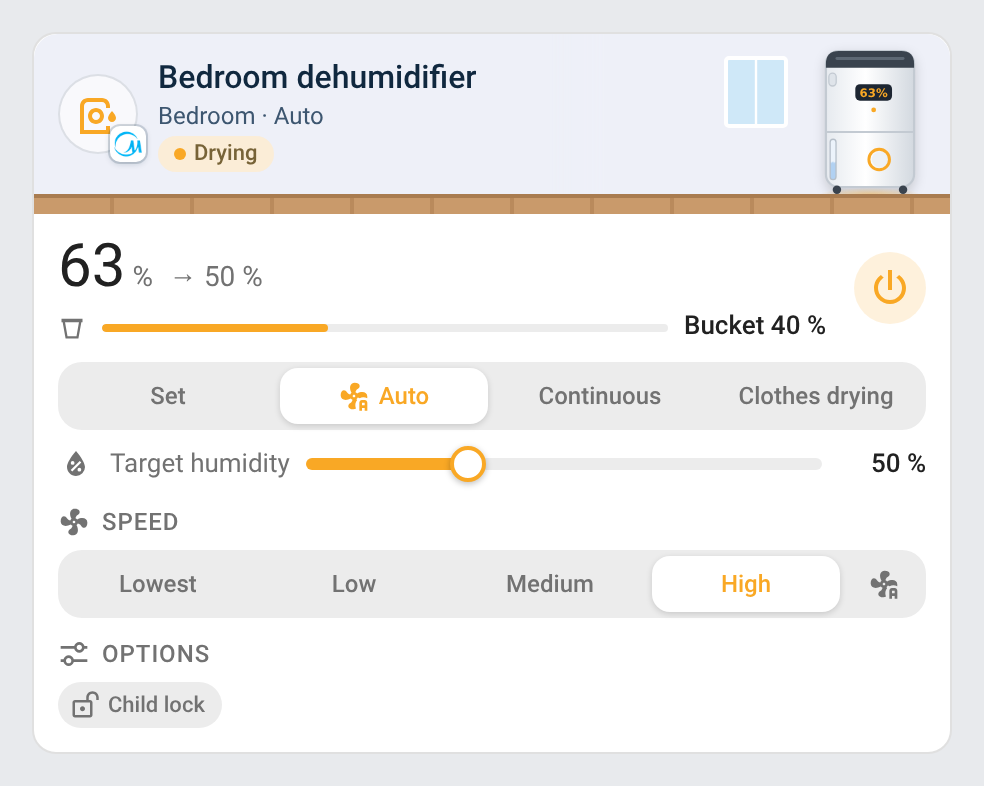 Bedroom dehumidifier
Bedroom · Auto
Drying
63%
63 % → 50 %
Bucket 40 %
Set Auto Continuous Clothes drying
Target humidity 50 %
SPEED
Lowest Low Medium High
OPTIONS
Child lock